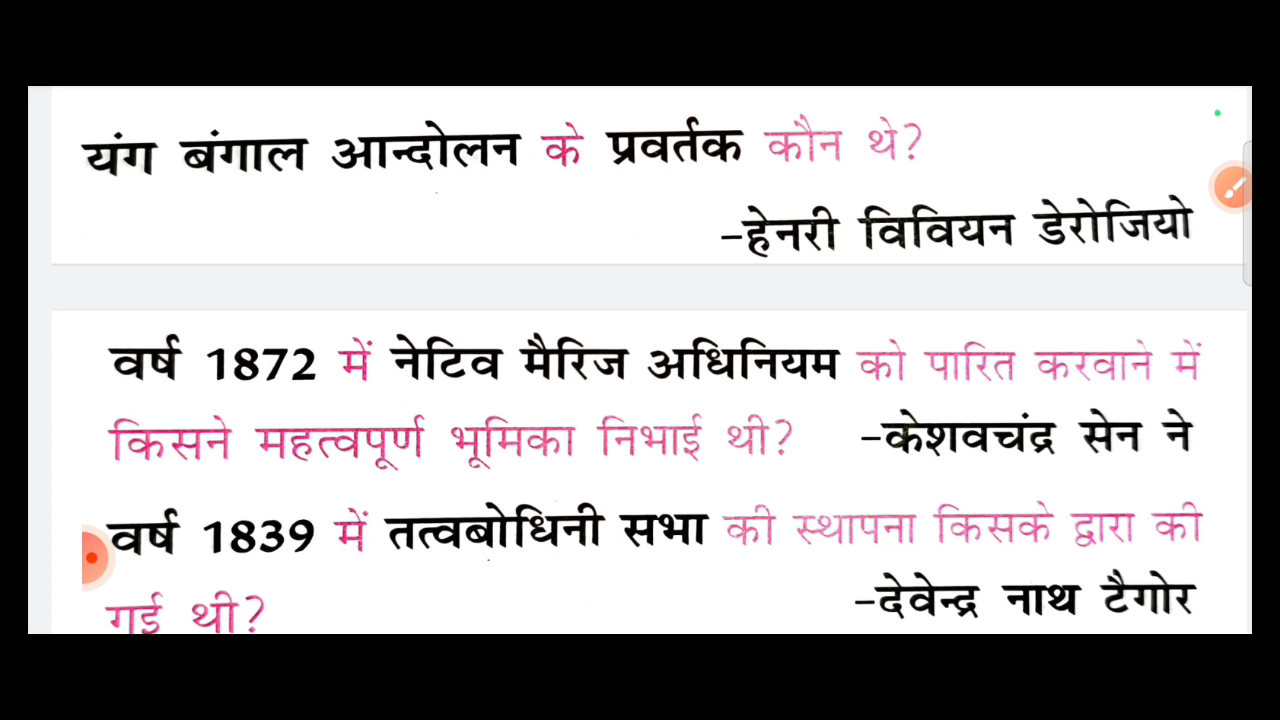 यंग बंगाल आन्दोलन के प्रवर्तक कौन थे?
–हेनरी विवियन डेरोजियो
वर्ष 1872 में नेटिव मैरिज अधिनियम को पारित करवाने में
किसने महत्वपूर्ण भूमिका निभाई थी? –केशवचंद्र सेन ने
वर्ष 1839 में तत्वबोधिनी सभा की स्थापना किसके द्वारा की
गई थी? –देवेन्द्र नाथ टैगोर